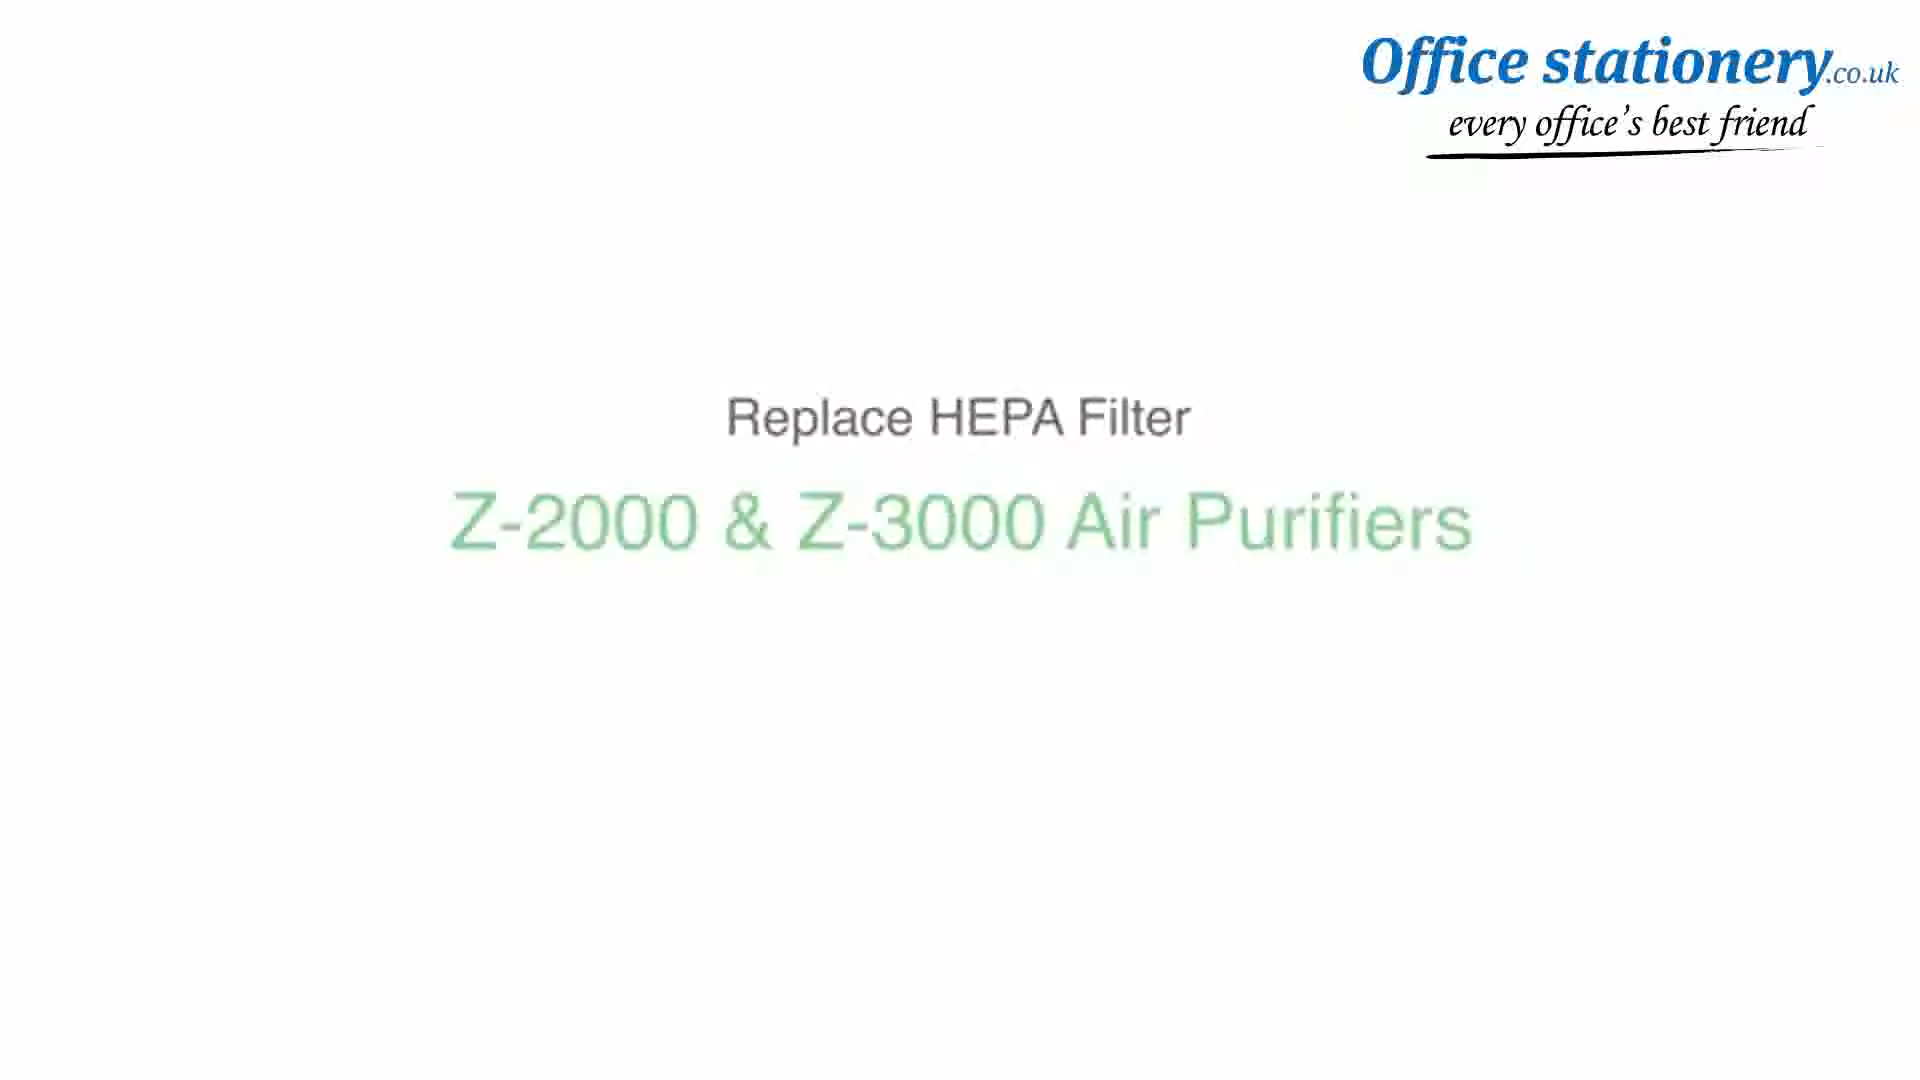 Office stationery.co.uk
every office's best friend
Replace HEPA Filter
Z-2000 & Z-3000 Air Purifiers